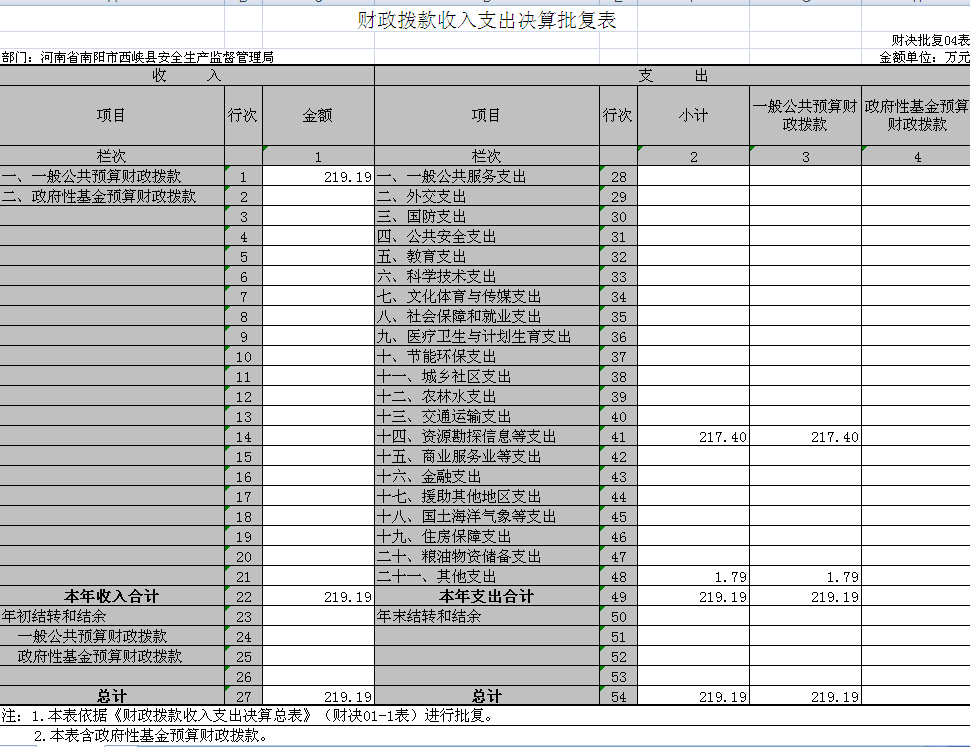 财政拨款收入支出决算批复表
财决批复04表
部门：河南省南阳市西峡县安全生产监督管理局 金额单位：万元
收 入 支 出
项目 行次 金额 项目 行次 小计 一般公共预算财政拨款 政府性基金预算财政拨款
栏次 1 栏次 2 3 4
一、一般公共预算财政拨款 1 219.19 一、一般公共服务支出 28
二、政府性基金预算财政拨款 2 二、外交支出 29
3 三、国防支出 30
4 四、公共安全支出 31
5 五、教育支出 32
6 六、科学技术支出 33
7 七、文化体育与传媒支出 34
8 八、社会保障和就业支出 35
9 九、医疗卫生与计划生育支出 36
10 十、节能环保支出 37
11 十一、城乡社区支出 38
12 十二、农林水支出 39
13 十三、交通运输支出 40
14 十四、资源勘探信息等支出 41 217.40 217.40
15 十五、商业服务业等支出 42
16 十六、金融支出 43
17 十七、援助其他地区支出 44
18 十八、国土海洋气象等支出 45
19 十九、住房保障支出 46
20 二十、粮油物资储备支出 47
21 二十一、其他支出 48 1.79 1.79
本年收入合计 22 219.19 本年支出合计 49 219.19 219.19
年初结转和结余 23 年末结转和结余 50
一般公共预算财政拨款 24 51
政府性基金预算财政拨款 25 52
26 53
总计 27 219.19 总计 54 219.19 219.19
注：1.本表依据《财政拨款收入支出决算总表》（财决01-1表）进行批复。
2.本表含政府性基金预算财政拨款。